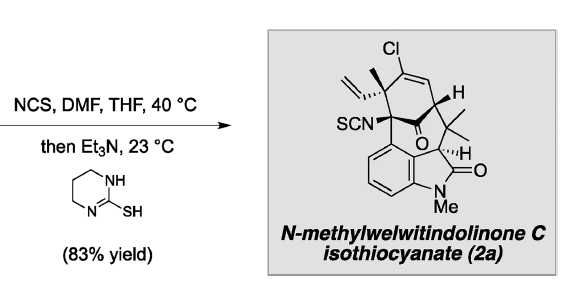 NCS, DMF, THF, 40 °C
then Et₃N, 23 °C
NH
N
SH
(83% yield)
Cl
H
SCN
O
H
O
N
Me
N-methylwelwitindolinone C
isothiocyanate (2a)